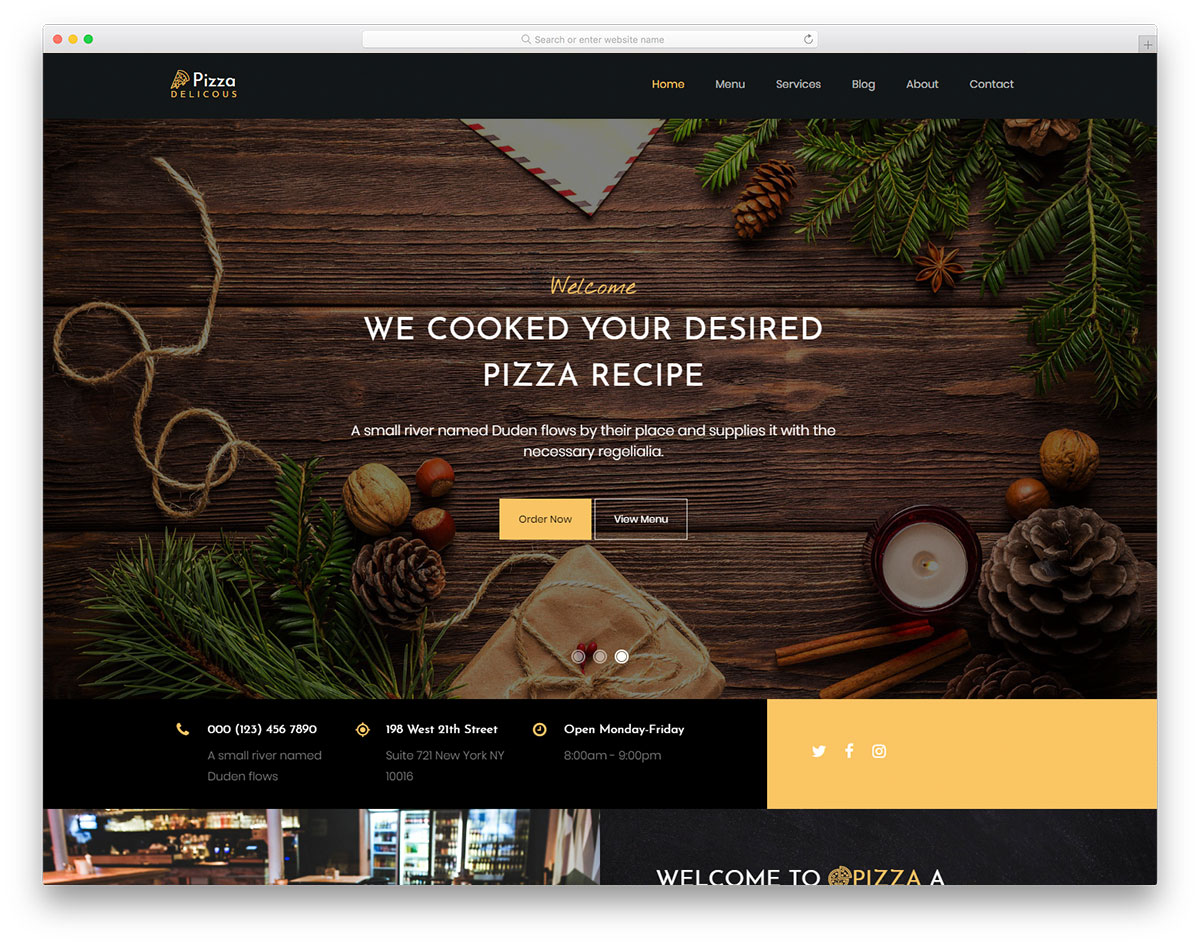 Search or enter website name
Pizza
DELICOUS
Home Menu Services Blog About Contact
Welcome
WE COOKED YOUR DESIRED
PIZZA RECIPE
A small river named Duden flows by their place and supplies it with the
necessary regelialia.
Order Now View Menu
000 (123) 456 7890
A small river named
Duden flows
198 West 21th Street
Suite 721 New York NY
10016
Open Monday-Friday
8:00am - 9:00pm
WELCOME TO PIZZA A